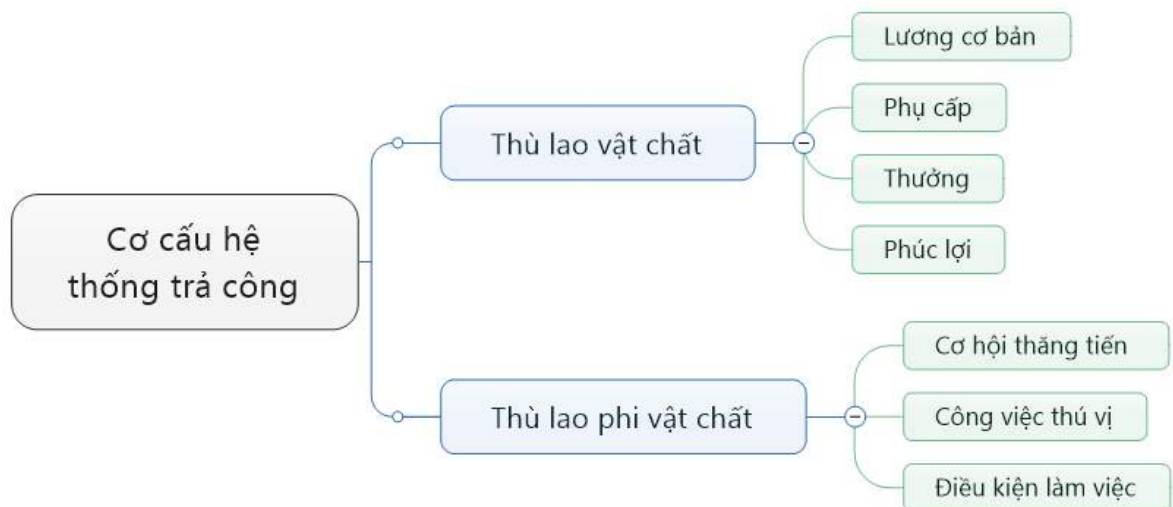 Cơ cấu hệ
thống trả công
Thù lao vật chất
Lương cơ bản
Phụ cấp
Thưởng
Phúc lợi
Thù lao phi vật chất
Cơ hội thăng tiến
Công việc thú vị
Điều kiện làm việc